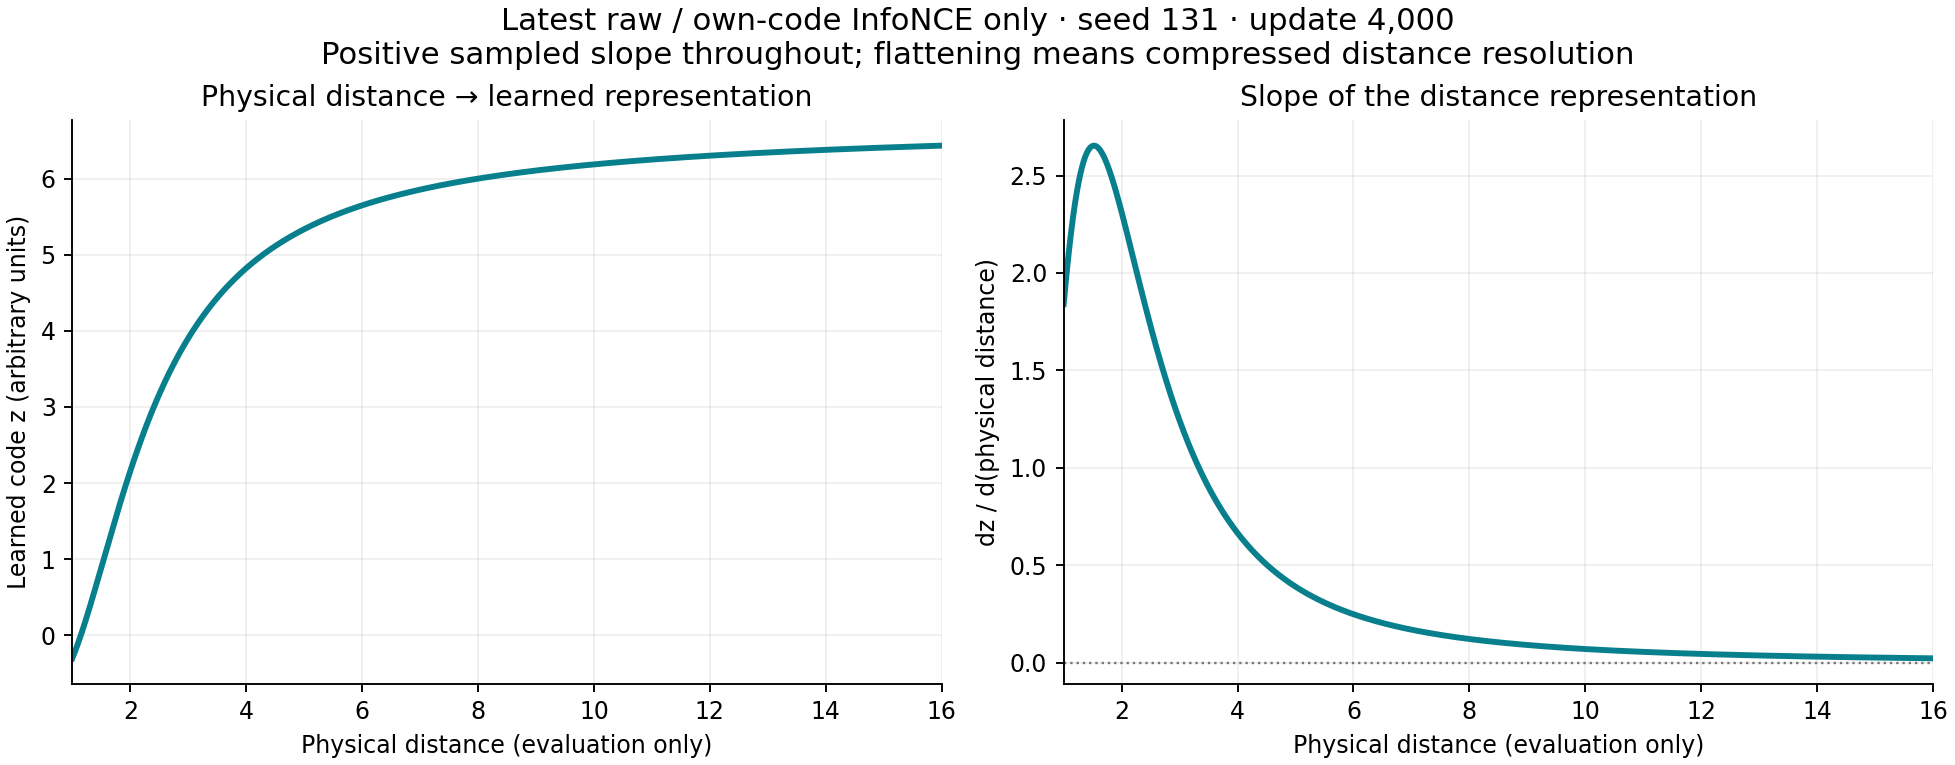 Latest raw / own-code InfoNCE only · seed 131 · update 4,000
Positive sampled slope throughout; flattening means compressed distance resolution
Physical distance → learned representation
Learned code z (arbitrary units)
6
5
4
3
2
1
0
2 4 6 8 10 12 14 16
Physical distance (evaluation only)
Slope of the distance representation
dz / d(physical distance)
2.5
2.0
1.5
1.0
0.5
0.0
2 4 6 8 10 12 14 16
Physical distance (evaluation only)